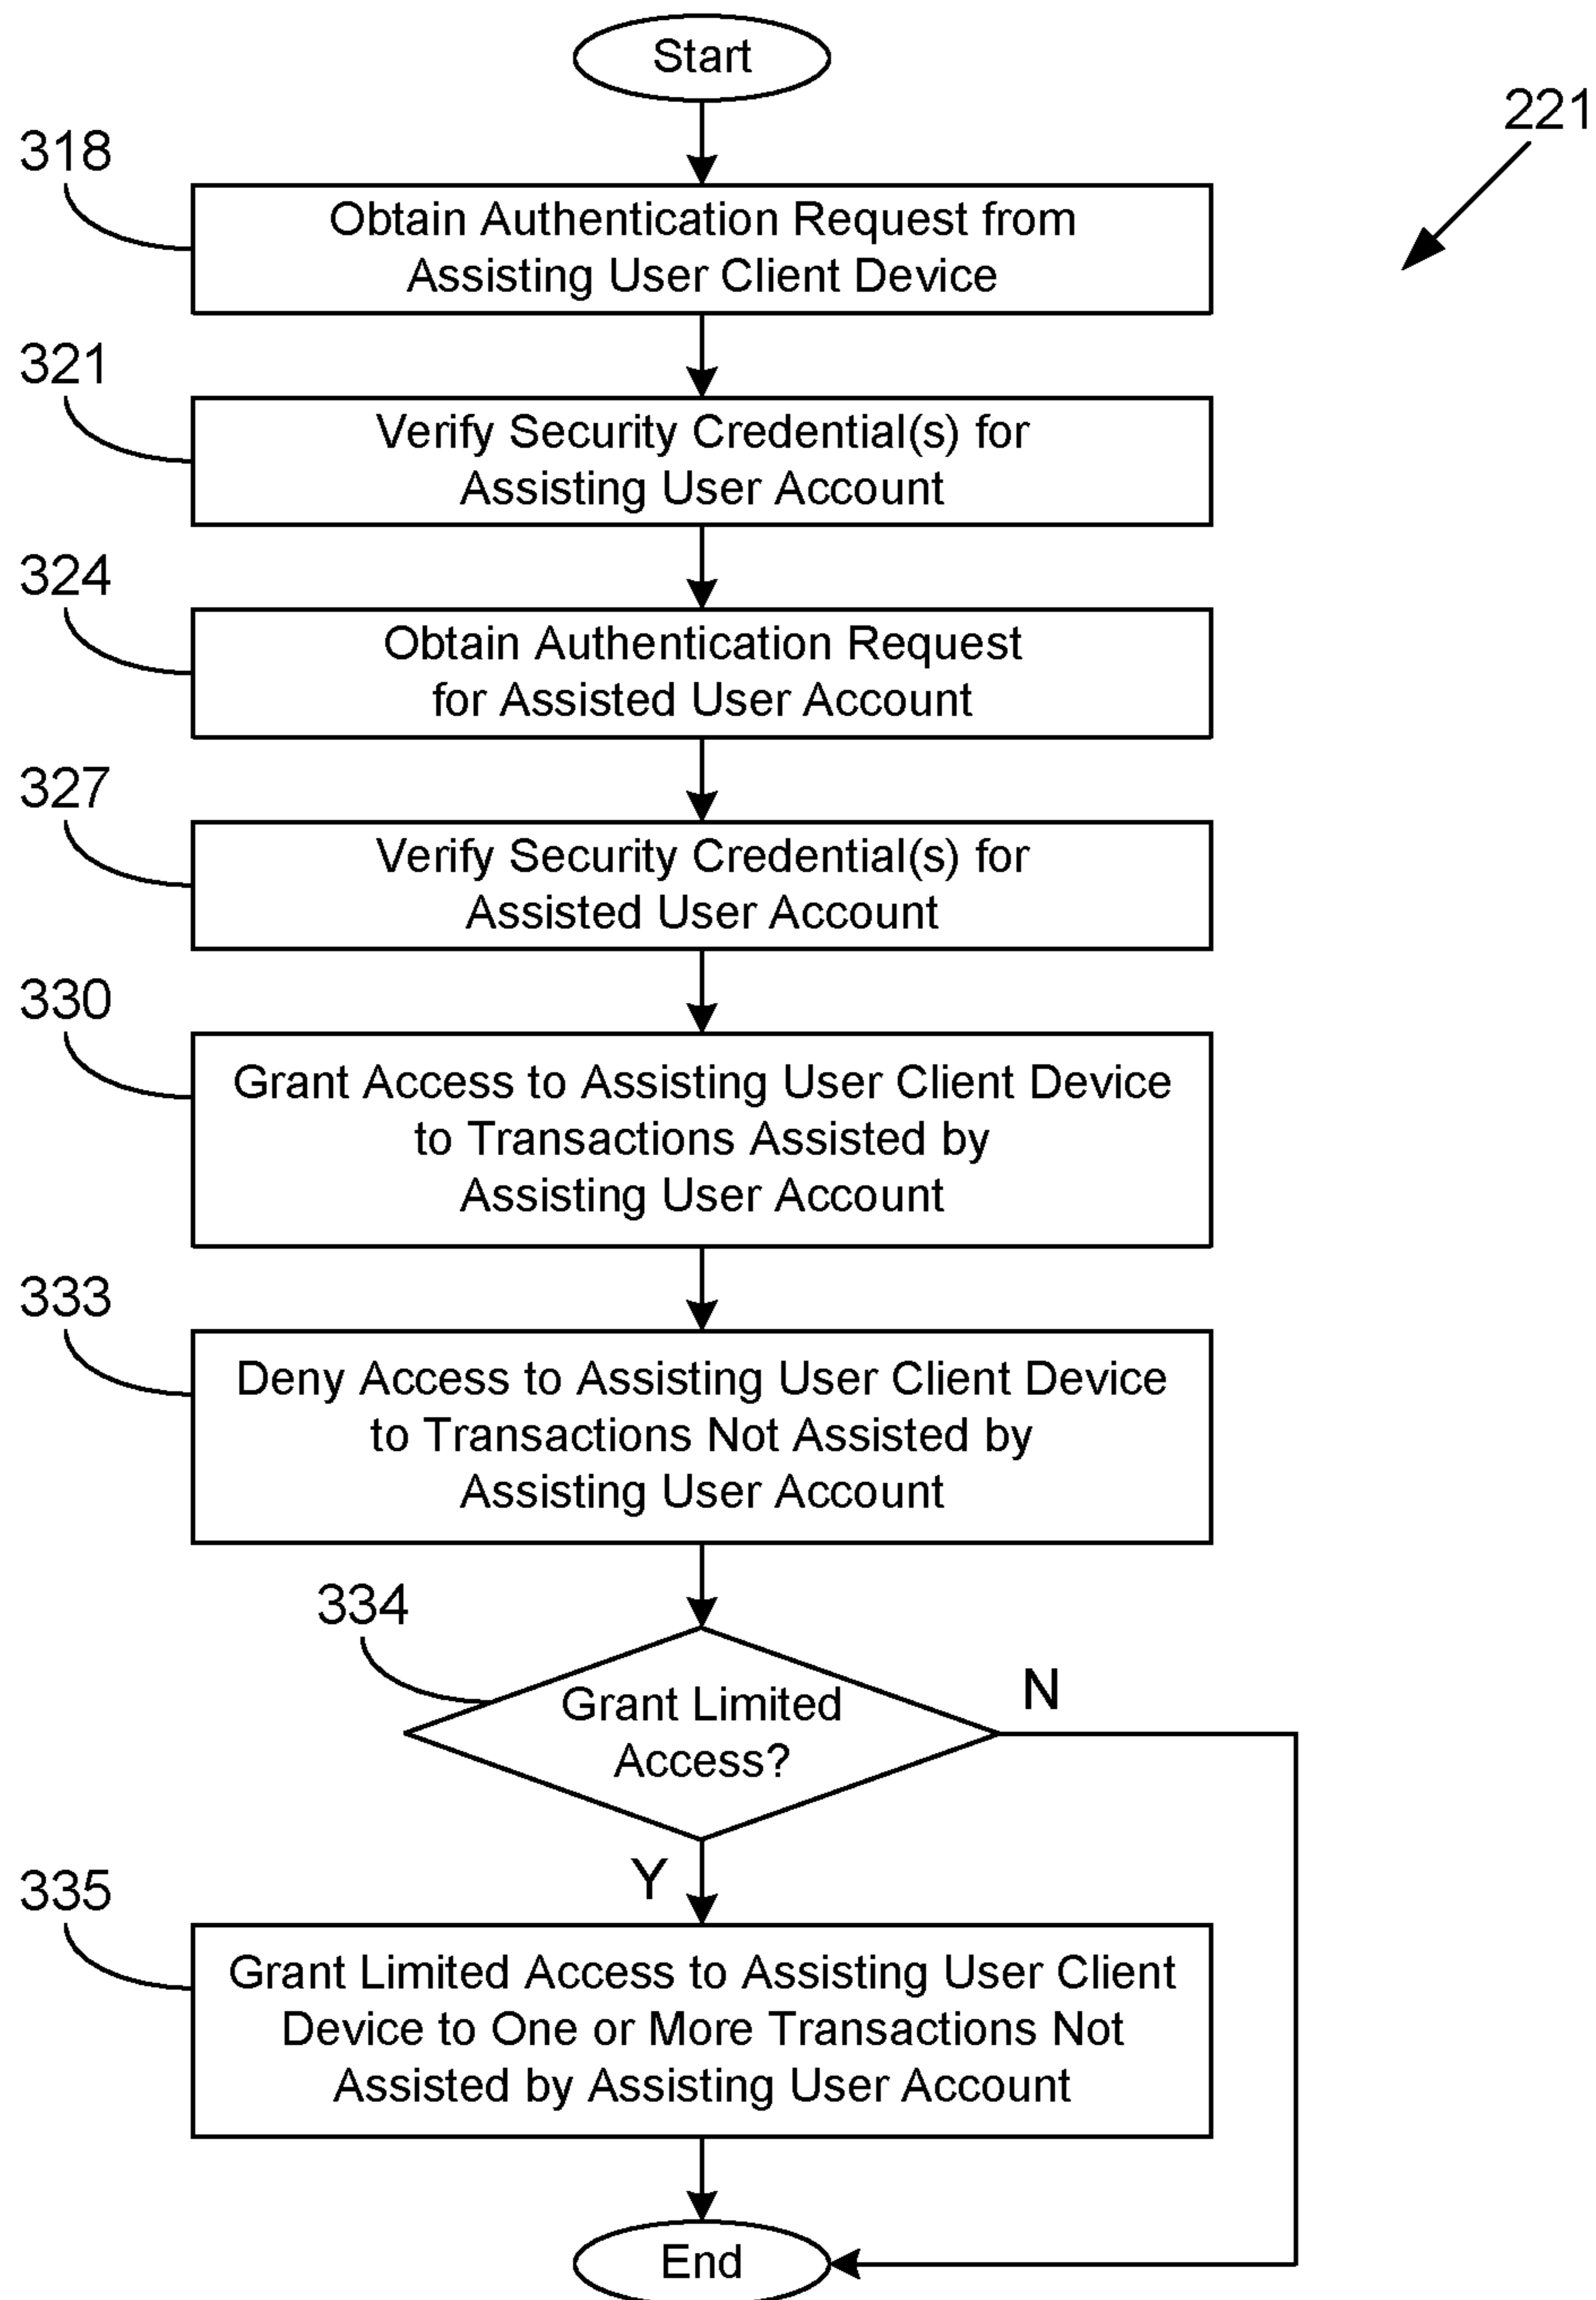 Start
221
318
Obtain Authentication Request from
Assisting User Client Device
321
Verify Security Credential(s) for
Assisting User Account
324
Obtain Authentication Request
for Assisted User Account
327
Verify Security Credential(s) for
Assisted User Account
330
Grant Access to Assisting User Client Device
to Transactions Assisted by
Assisting User Account
333
Deny Access to Assisting User Client Device
to Transactions Not Assisted by
Assisting User Account
334
Grant Limited
Access?
N
Y
335
Grant Limited Access to Assisting User Client
Device to One or More Transactions Not
Assisted by Assisting User Account
End